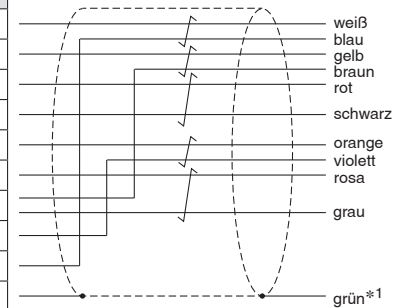 weiß
blau
gelb
braun
rot
schwarz
orange
violett
rosa
grau
grün*1